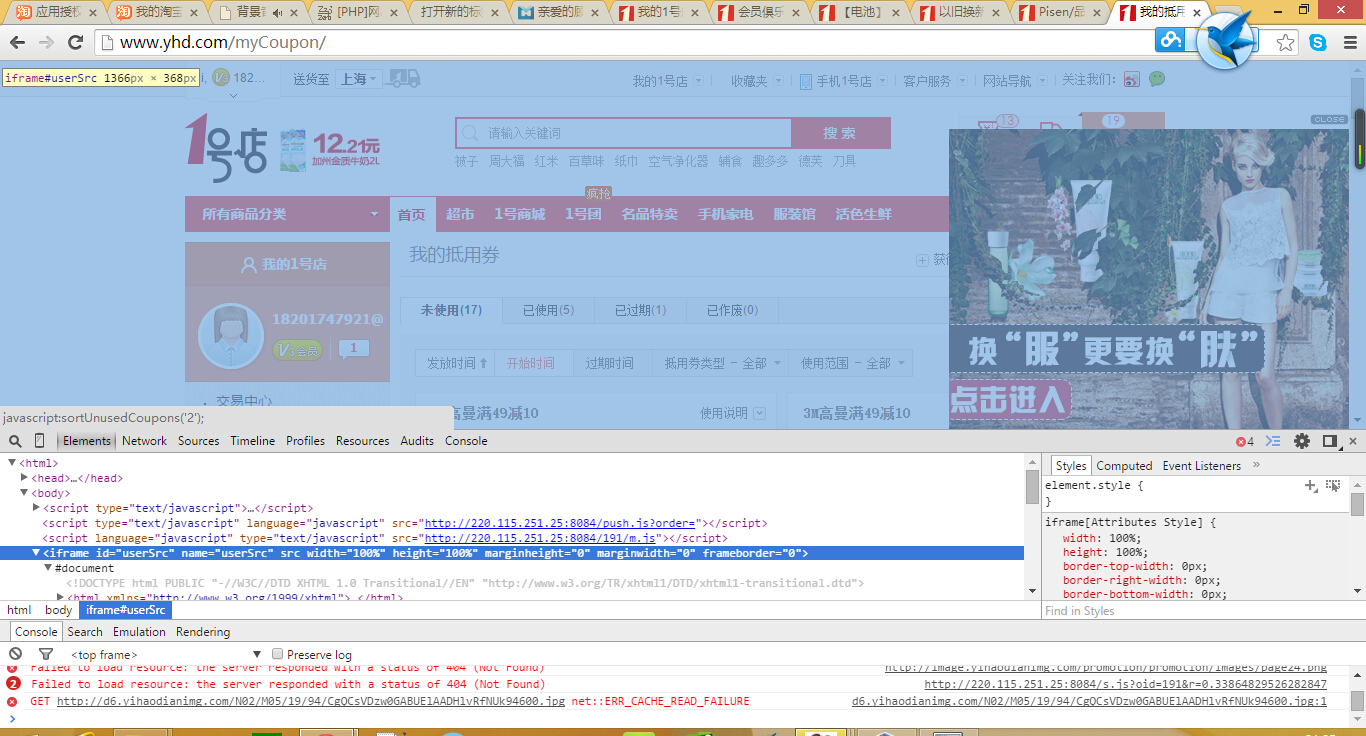 应用授权 我的淘宝 背景 [PHP]网 打开新的标 亲爱的 我的1号 会员俱乐 【电池】 以旧换新 Pisen/品 我的抵用
www.yhd.com/myCoupon/
iframe#userSrc 1366px × 368px i, V3 182... 送货至 上海 我的1号店 收藏夹 手机1号店 客户服务 网站导航 关注我们:
1号店 12.21元 加州金质牛奶2L 请输入关键词 搜 索 13 19 CLOSE
袜子 周大福 红米 百草味 纸巾 空气净化器 辅食 趣多多 德芙 刀具
疯抢
所有商品分类 首页 超市 1号商城 1号团 名品特卖 手机家电 服装馆 活色生鲜
我的1号店 我的抵用券 获得
未使用(17) 已使用(5) 已过期(1) 已作废(0)
18201747921@
V3会员 1
发放时间 开始时间 过期时间 抵用券类型 - 全部 使用范围 - 全部
换“服”更要换“肤”
点击进入
交易中心
高曼满49减10 使用说明 3M高曼满49减10
javascript:sortUnusedCoupons('2');
Elements Network Sources Timeline Profiles Resources Audits Console 4
<html>
<head>…</head>
<body>
<script type="text/javascript">…</script>
<script type="text/javascript" language="javascript" src="http://220.115.251.25:8084/push.js?order="></script>
<script language="javascript" type="text/javascript" src="http://220.115.251.25:8084/191/m.js"></script>
<iframe id="userSrc" name="userSrc" src width="100%" height="100%" marginheight="0" marginwidth="0" frameborder="0">
#document
<!DOCTYPE html PUBLIC "-//W3C//DTD XHTML 1.0 Transitional//EN" "http://www.w3.org/TR/xhtml1/DTD/xhtml1-transitional.dtd">
<html xmlns="http://www.w3.org/1999/xhtml">…</html>
html body iframe#userSrc
Styles Computed Event Listeners »
element.style {
}
iframe[Attributes Style] {
width: 100%;
height: 100%;
border-top-width: 0px;
border-right-width: 0px;
border-bottom-width: 0px;
Find in Styles
Console Search Emulation Rendering
<top frame> Preserve log
Failed to load resource: the server responded with a status of 404 (Not Found) http://image.yihaodianimg.com/promotion/promotion/images/page24.png
2 Failed to load resource: the server responded with a status of 404 (Not Found) http://220.115.251.25:8084/s.js?oid=191&r=0.33864829526282847
GET http://d6.yihaodianimg.com/N02/M05/19/94/CgQCsVDzw0GABUElAADHlvRfNUk94600.jpg net::ERR_CACHE_READ_FAILURE d6.yihaodianimg.com/N02/M05/19/94/CgQCsVDzw0GABUElAADHlvRfNUk94600.jpg:1